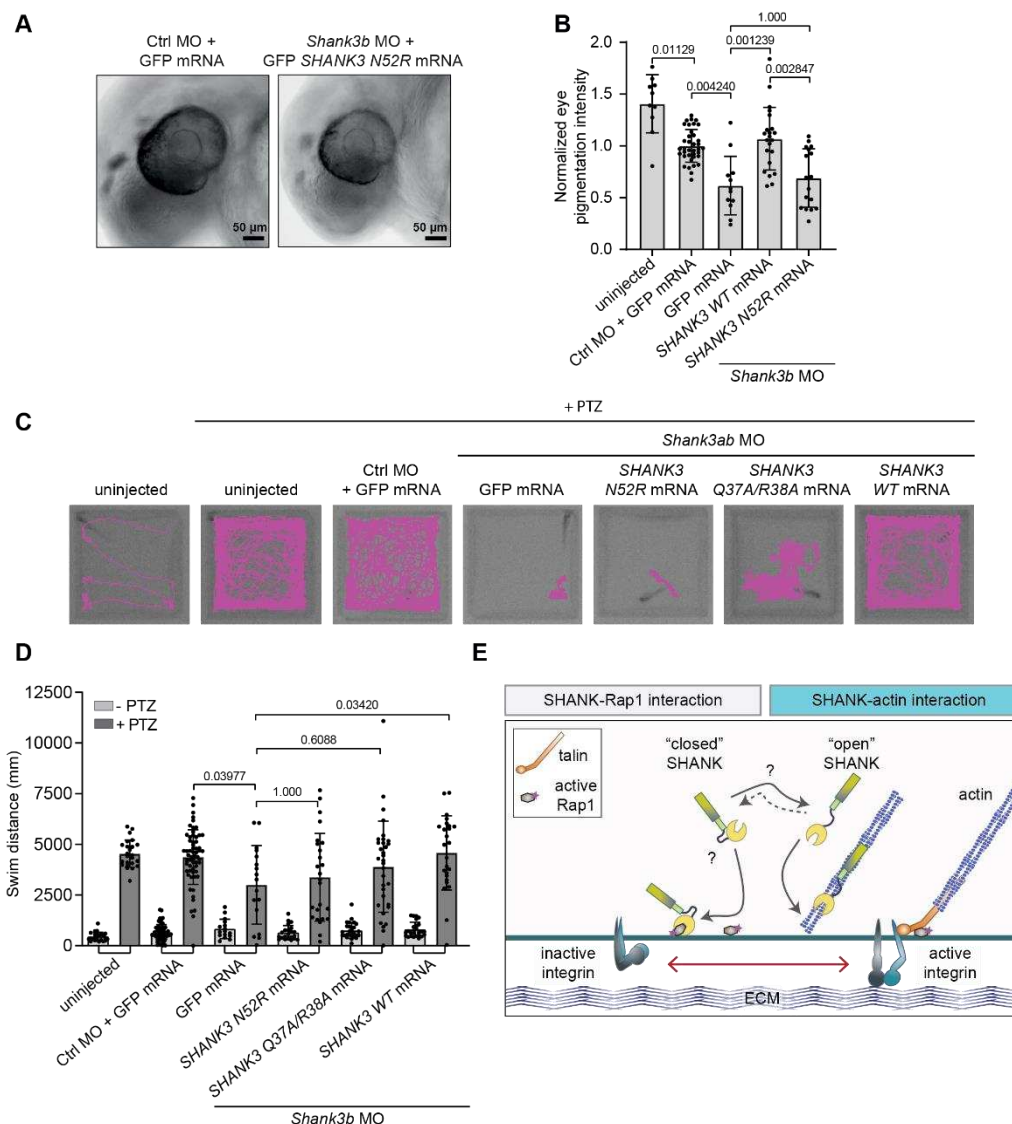 A
Ctrl MO +
GFP mRNA
Shank3b MO +
GFP SHANK3 N52R mRNA
50 µm
50 µm
B
Normalized eye
pigmentation intensity
2.0
1.5
1.0
0.5
0.0
1.000
0.01129
0.001239
0.004240
0.002847
uninjected
Ctrl MO + GFP mRNA
GFP mRNA
SHANK3 WT mRNA
SHANK3 N52R mRNA
Shank3b MO
C
+ PTZ
Shank3ab MO
uninjected
uninjected
Ctrl MO
+ GFP mRNA
GFP mRNA
SHANK3
N52R mRNA
SHANK3
Q37A/R38A mRNA
SHANK3
WT mRNA
D
Swim distance (mm)
12500
10000
7500
5000
2500
0
- PTZ
+ PTZ
0.03420
0.6088
0.03977
1.000
uninjected
Ctrl MO + GFP mRNA
GFP mRNA
SHANK3 N52R mRNA
SHANK3 Q37A/R38A mRNA
SHANK3 WT mRNA
Shank3b MO
E
SHANK-Rap1 interaction
SHANK-actin interaction
talin
active
Rap1
"closed"
SHANK
?
"open"
SHANK
actin
?
inactive
integrin
active
integrin
ECM